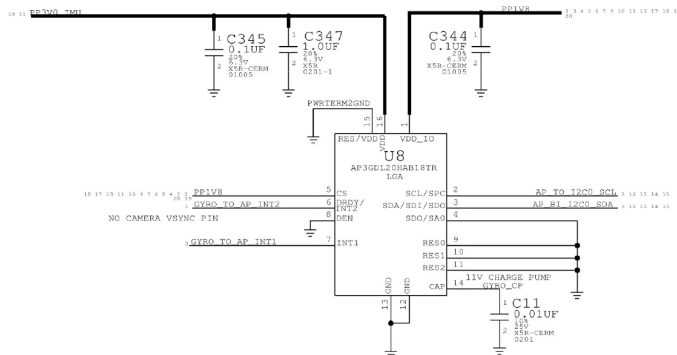 PP3V0_IMU
PP1V8
C345
0.1UF
20%
6.3V
X5R-CERM
01005
C347
1.0UF
20%
6.3V
X5R
0201-1
C344
0.1UF
20%
6.3V
X5R-CERM
01005
PWRTERM2GND
15
16
1
RES/VDD
VDD
VDD_IO
U8
AP3GDL20HAB18TR
LGA
PP1V8
5
CS
GYRO_TO_AP_INT2
6
DRDY/
INT2
NO CAMERA VSYNC PIN
8
DEN
GYRO_TO_AP_INT1
7
INT1
SCL/SPC
2
AP_TO_I2C0_SCL
SDA/SDI/SDO
3
AP_BI_I2C0_SDA
SDO/SA0
4
RES0
9
RES1
10
RES2
11
11V CHARGE PUMP
CAP
14
GYRO_CP
GND
GND
13
12
C11
0.01UF
10%
25V
X5R-CERM
0201